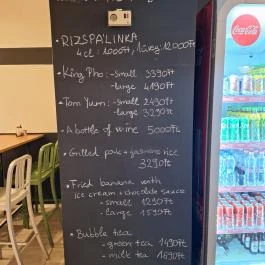 • RIZSPÁLINKA
4cl: 1000Ft, 1üveg: 12000Ft
• King Pho: - small 3390Ft
- large 4190Ft
• Tom Yum: - small 2490Ft
- large 3290Ft
• A bottle of wine 5000Ft
• Grilled pork + jasmine rice
3290Ft
• Fried banana with
ice cream + chocolate sauce
• small 1290Ft
- large 1590Ft
• Bubble tea
- green tea 1490Ft
- milk tea 1690Ft
Coca-Cola